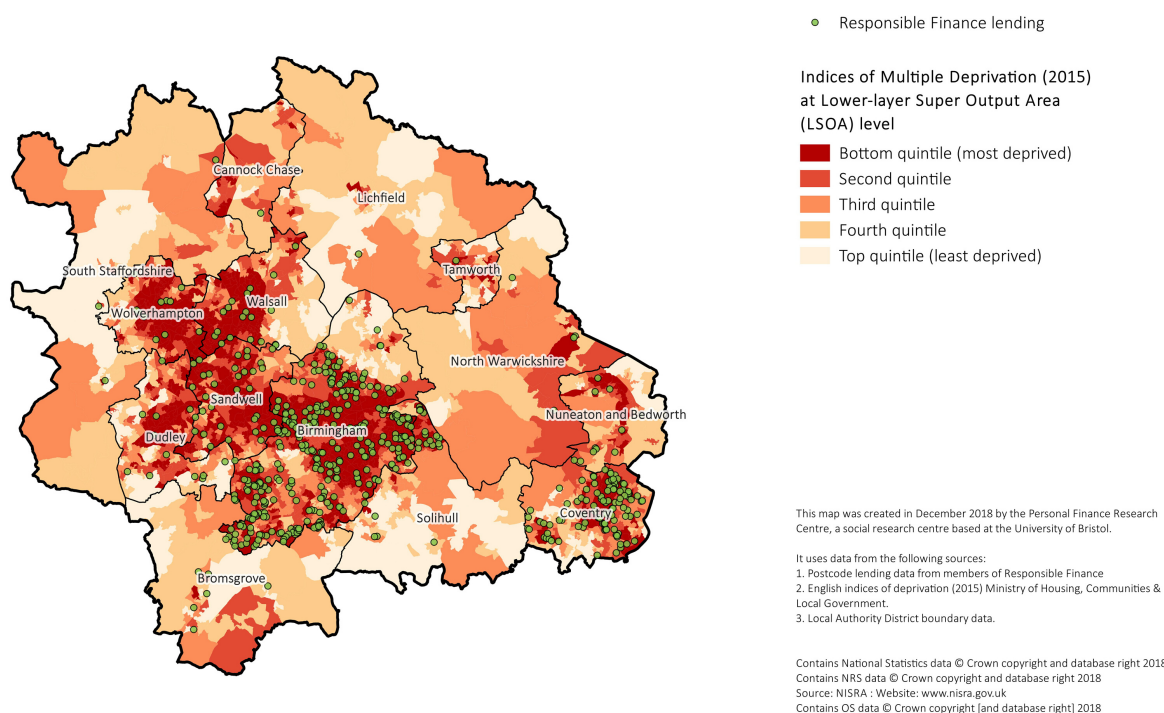 Responsible Finance lending
Indices of Multiple Deprivation (2015)
at Lower-layer Super Output Area
(LSOA) level
Bottom quintile (most deprived)
Second quintile
Third quintile
Fourth quintile
Top quintile (least deprived)
Cannock Chase
Lichfield
South Staffordshire
Tamworth
Walsall
Wolverhampton
North Warwickshire
Sandwell
Nuneaton and Bedworth
Birmingham
Dudley
Coventry
Solihull
Bromsgrove
This map was created in December 2018 by the Personal Finance Research
Centre, a social research centre based at the University of Bristol.
It uses data from the following sources:
1. Postcode lending data from members of Responsible Finance
2. English indices of deprivation (2015) Ministry of Housing, Communities &
Local Government.
3. Local Authority District boundary data.
Contains National Statistics data © Crown copyright and database right 2018
Contains NRS data © Crown copyright and database right 2018
Source: NISRA : Website: www.nisra.gov.uk
Contains OS data © Crown copyright [and database right] 2018